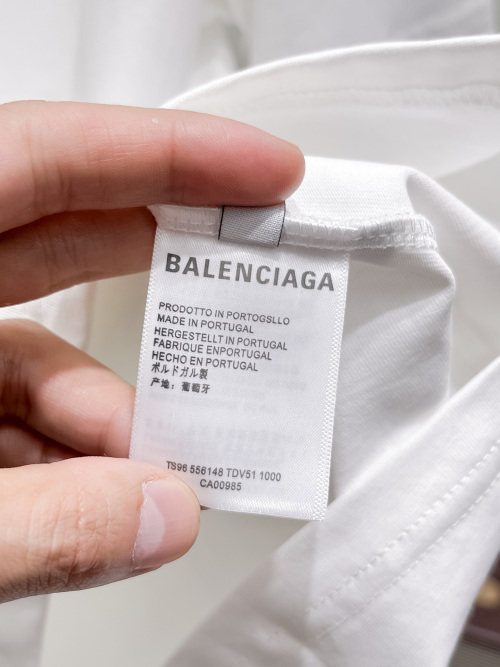 BALENCIAGA
PRODOTTO IN PORTOGSLLO
MADE IN PORTUGAL
HERGESTELLT IN PORTUGAL
FABRIQUE ENPORTUGAL
HECHO EN PORTUGAL
ポルドガル製
产地：葡萄牙
TS96 556148 TDV51 1000
CA00985